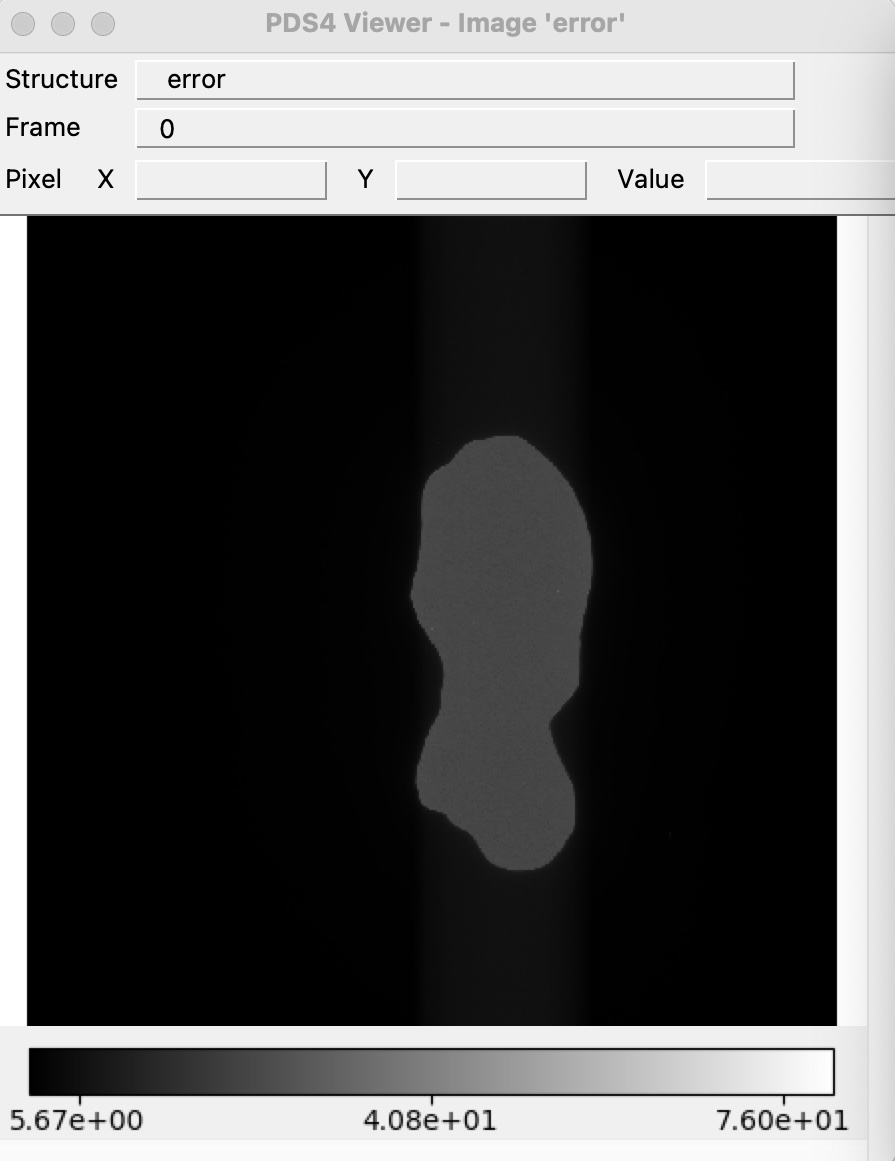 PDS4 Viewer - Image 'error'
Structure error
Frame 0
Pixel X Y Value
5.67e+00 4.08e+01 7.60e+01